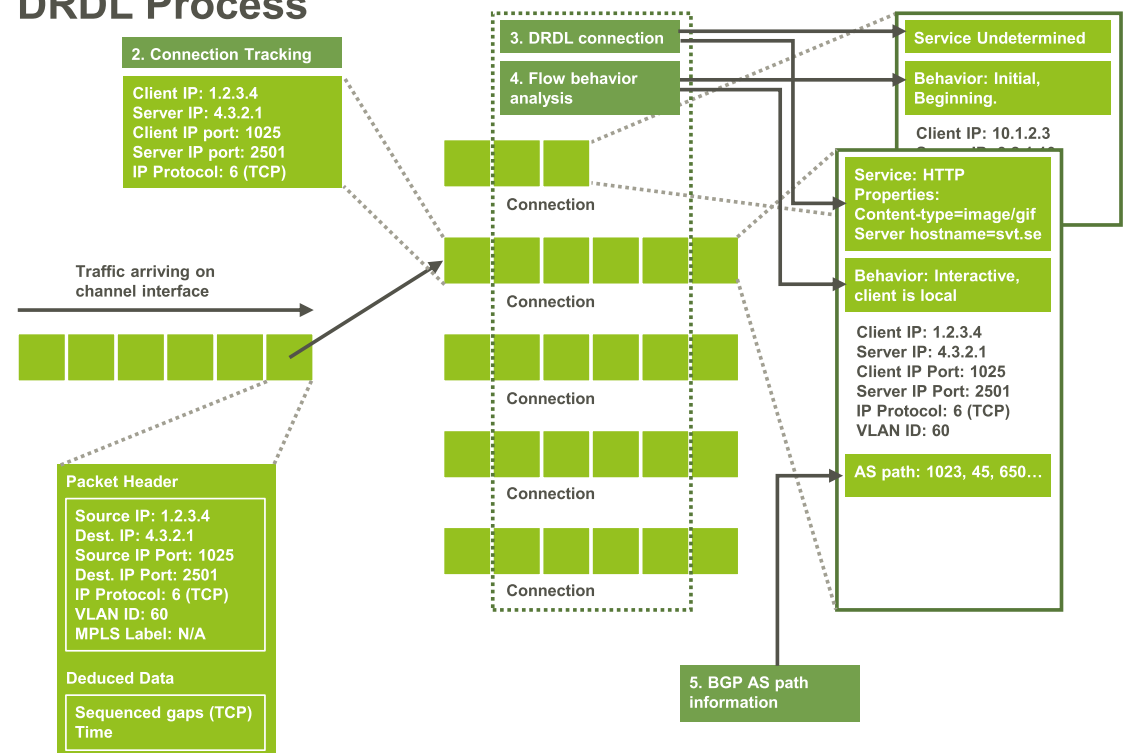 DRDL Process
2. Connection Tracking
Client IP: 1.2.3.4
Server IP: 4.3.2.1
Client IP port: 1025
Server IP port: 2501
IP Protocol: 6 (TCP)
Traffic arriving on
channel interface
Packet Header
Source IP: 1.2.3.4
Dest. IP: 4.3.2.1
Source IP Port: 1025
Dest. IP Port: 2501
IP Protocol: 6 (TCP)
VLAN ID: 60
MPLS Label: N/A
Deduced Data
Sequenced gaps (TCP)
Time
3. DRDL connection
4. Flow behavior
analysis
Connection
Connection
Connection
Connection
Connection
Service Undetermined
Behavior: Initial,
Beginning.
Client IP: 10.1.2.3
Service: HTTP
Properties:
Content-type=image/gif
Server hostname=svt.se
Behavior: Interactive,
client is local
Client IP: 1.2.3.4
Server IP: 4.3.2.1
Client IP Port: 1025
Server IP Port: 2501
IP Protocol: 6 (TCP)
VLAN ID: 60
AS path: 1023, 45, 650…
5. BGP AS path
information